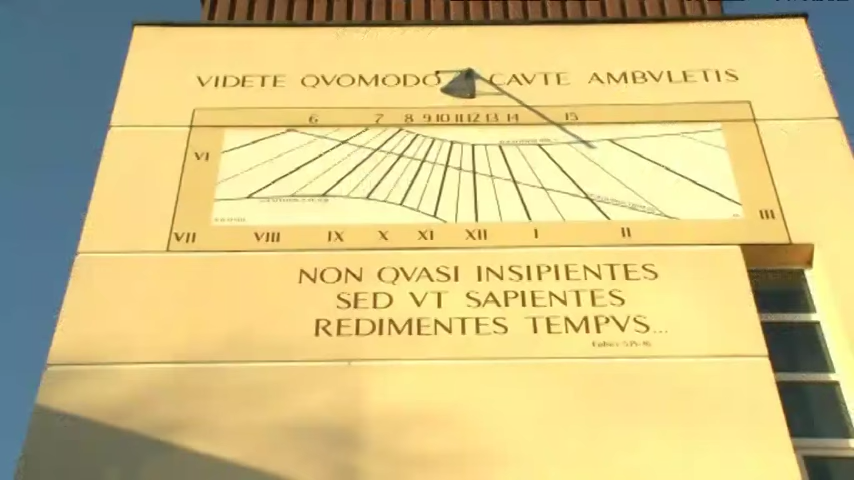 VIDETE QVOMODO CAVTE AMBVLETIS
6 7 8 9 10 11 12 13 14 15
VI
III
VII VIII IX X XI XII I II
NON QVASI INSIPIENTES
SED VT SAPIENTES
REDIMENTES TEMPVS...